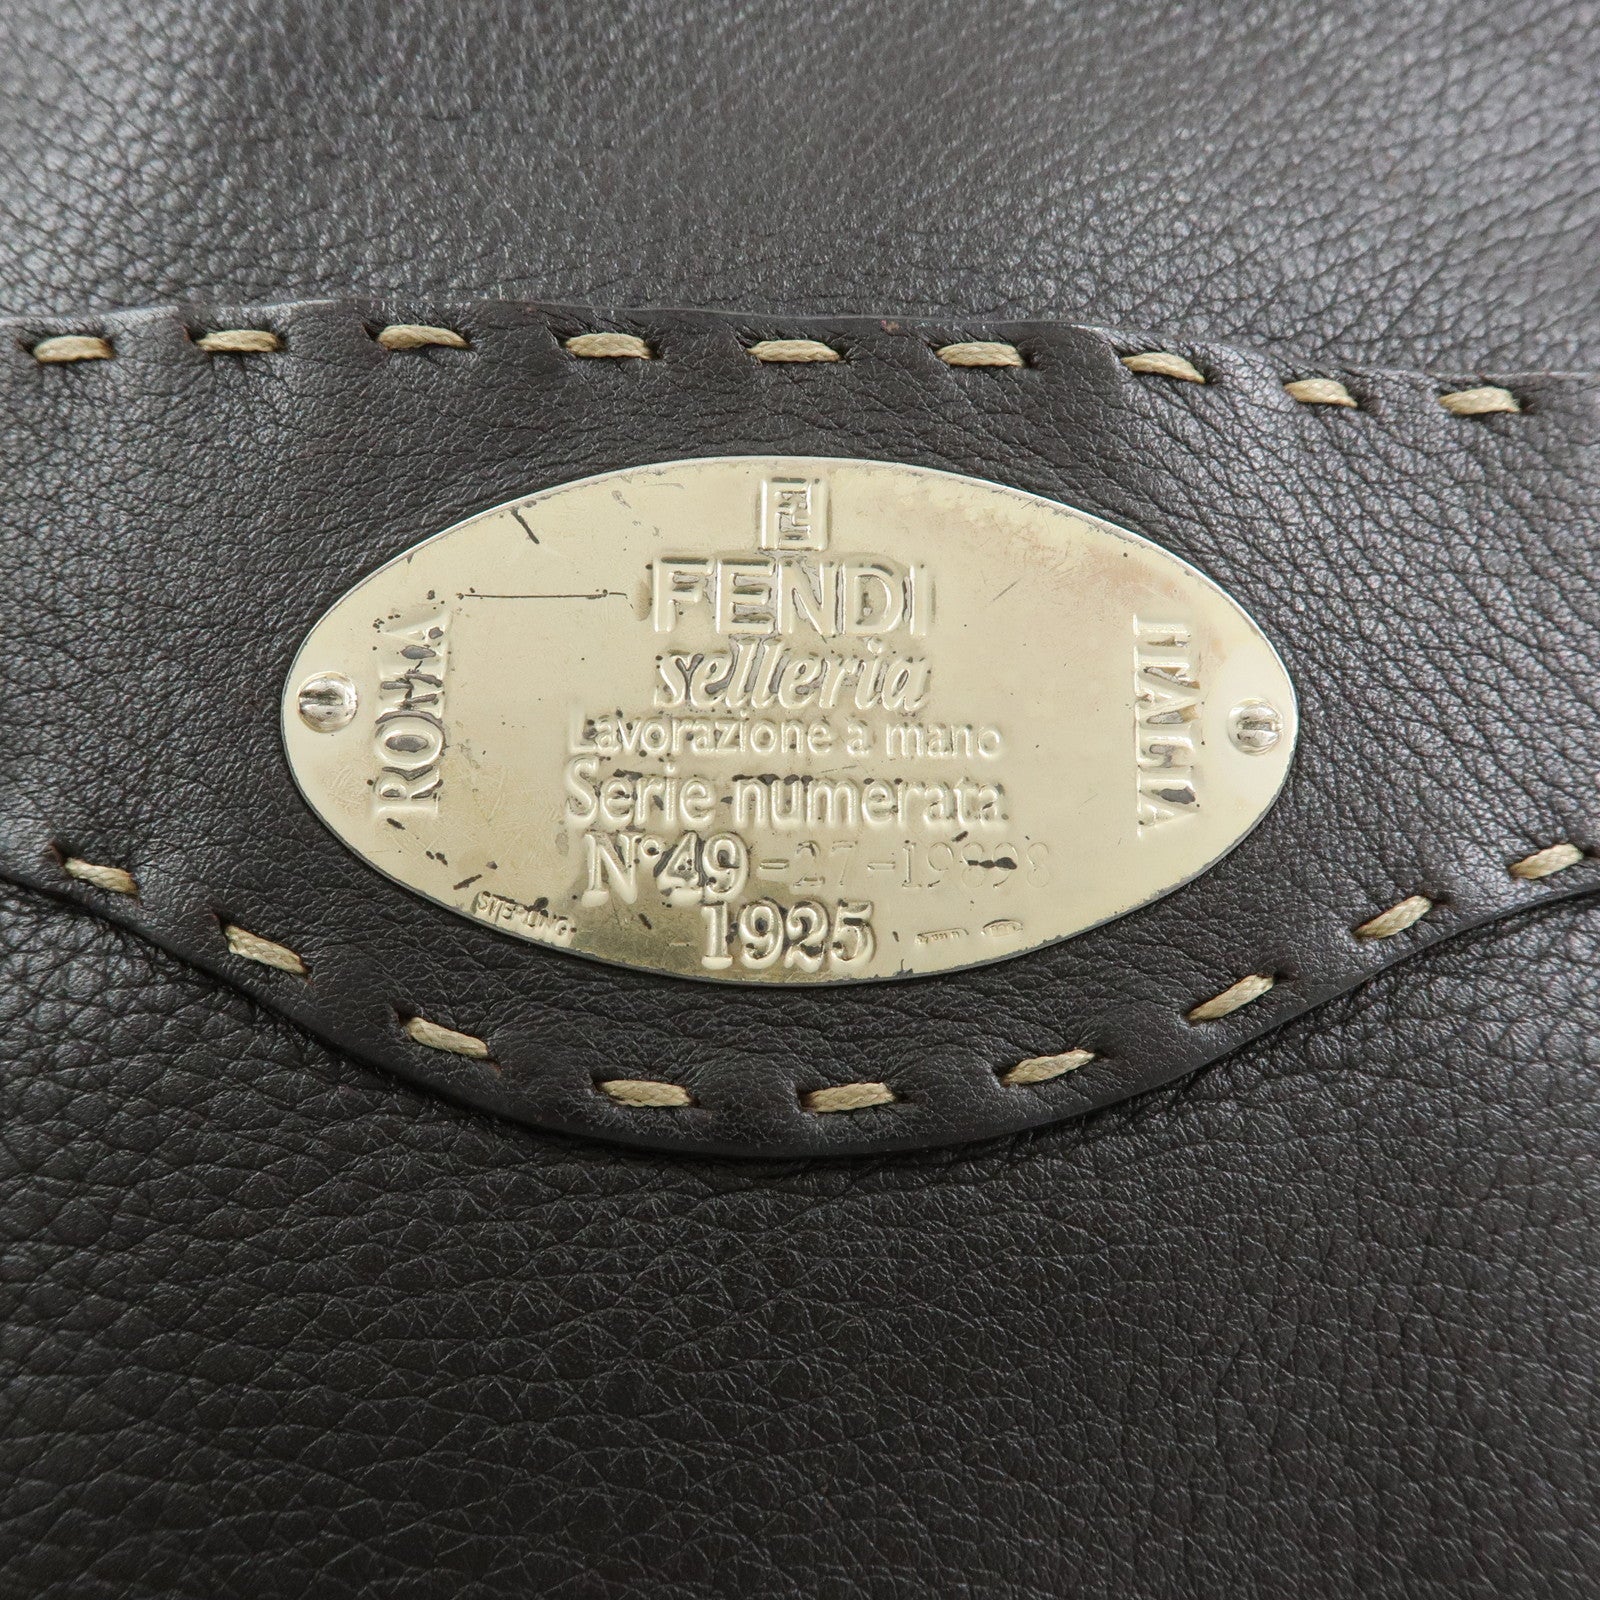 FENDI
selleria
Lavorazione a mano
Serie numerata
N°49-27-19898
1925
ROMA
ITALIA
STERLING